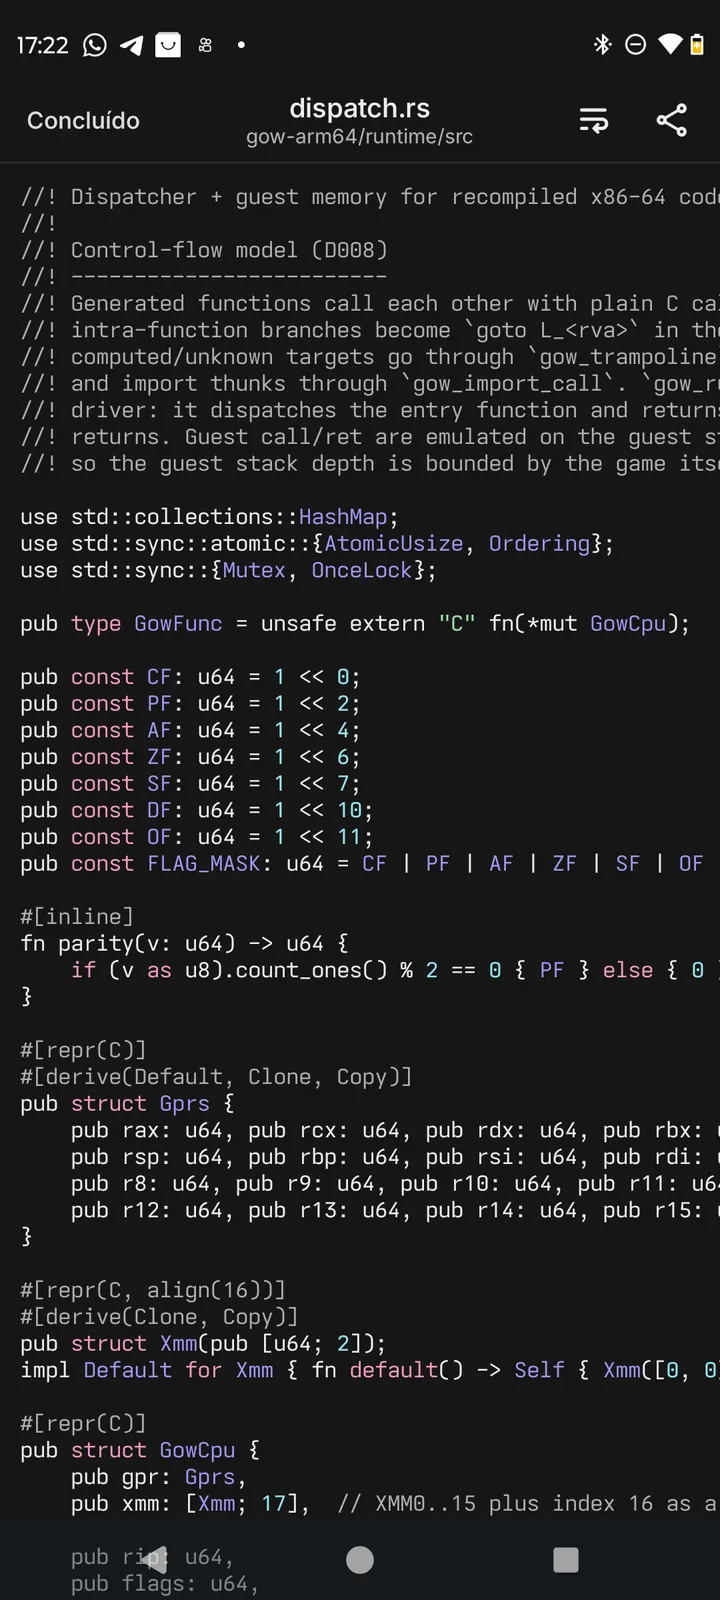 17:22
Concluído
dispatch.rs
gow-arm64/runtime/src
//! Dispatcher + guest memory for recompiled x86-64 code
//!
//! Control-flow model (D008)
//! -------------------------
//! Generated functions call each other with plain C
//! intra-function branches become `goto L_<rva>` in
//! computed/unknown targets go through `gow_trampoline
//! and import thunks through `gow_import_call`.
//! driver: it dispatches the entry function and returns
//! returns. Guest call/ret are emulated on the guest
//! so the guest stack depth is bounded by the game

use std::collections::HashMap;
use std::sync::atomic::{AtomicUsize, Ordering};
use std::sync::{Mutex, OnceLock};

pub type GowFunc = unsafe extern "C" fn(*mut GowCpu);

pub const CF: u64 = 1 << 0;
pub const PF: u64 = 1 << 2;
pub const AF: u64 = 1 << 4;
pub const ZF: u64 = 1 << 6;
pub const SF: u64 = 1 << 7;
pub const DF: u64 = 1 << 10;
pub const OF: u64 = 1 << 11;
pub const FLAG_MASK: u64 = CF | PF | AF | ZF | SF | OF

#[inline]
fn parity(v: u64) -> u64 {
    if (v as u8).count_ones() % 2 == 0 { PF } else { 0 }
}

#[repr(C)]
#[derive(Default, Clone, Copy)]
pub struct Gprs {
    pub rax: u64, pub rcx: u64, pub rdx: u64, pub rbx:
    pub rsp: u64, pub rbp: u64, pub rsi: u64, pub rdi:
    pub r8: u64, pub r9: u64, pub r10: u64, pub r11: u64
    pub r12: u64, pub r13: u64, pub r14: u64, pub r15:
}

#[repr(C, align(16))]
#[derive(Clone, Copy)]
pub struct Xmm(pub [u64; 2]);
impl Default for Xmm { fn default() -> Self { Xmm([0, 0]

#[repr(C)]
pub struct GowCpu {
    pub gpr: Gprs,
    pub xmm: [Xmm; 17],  // XMM0..15 plus index 16 as a

    pub rip: u64,
    pub flags: u64,